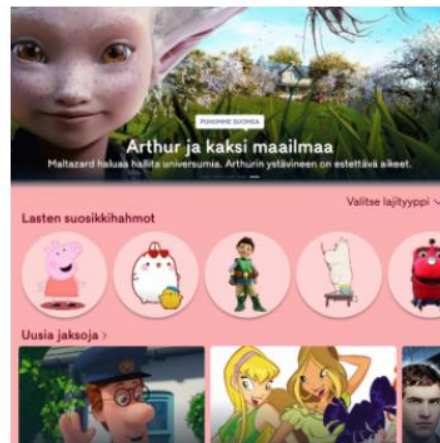 PUHUMME SUOMEA
Arthur ja kaksi maailmaa
Maltazard haluaa hallita universumia. Arthurin ystävineen on estettävä aikeet.
Valitse lajityyppi
Lasten suosikkihahmot
Uusia jaksoja >